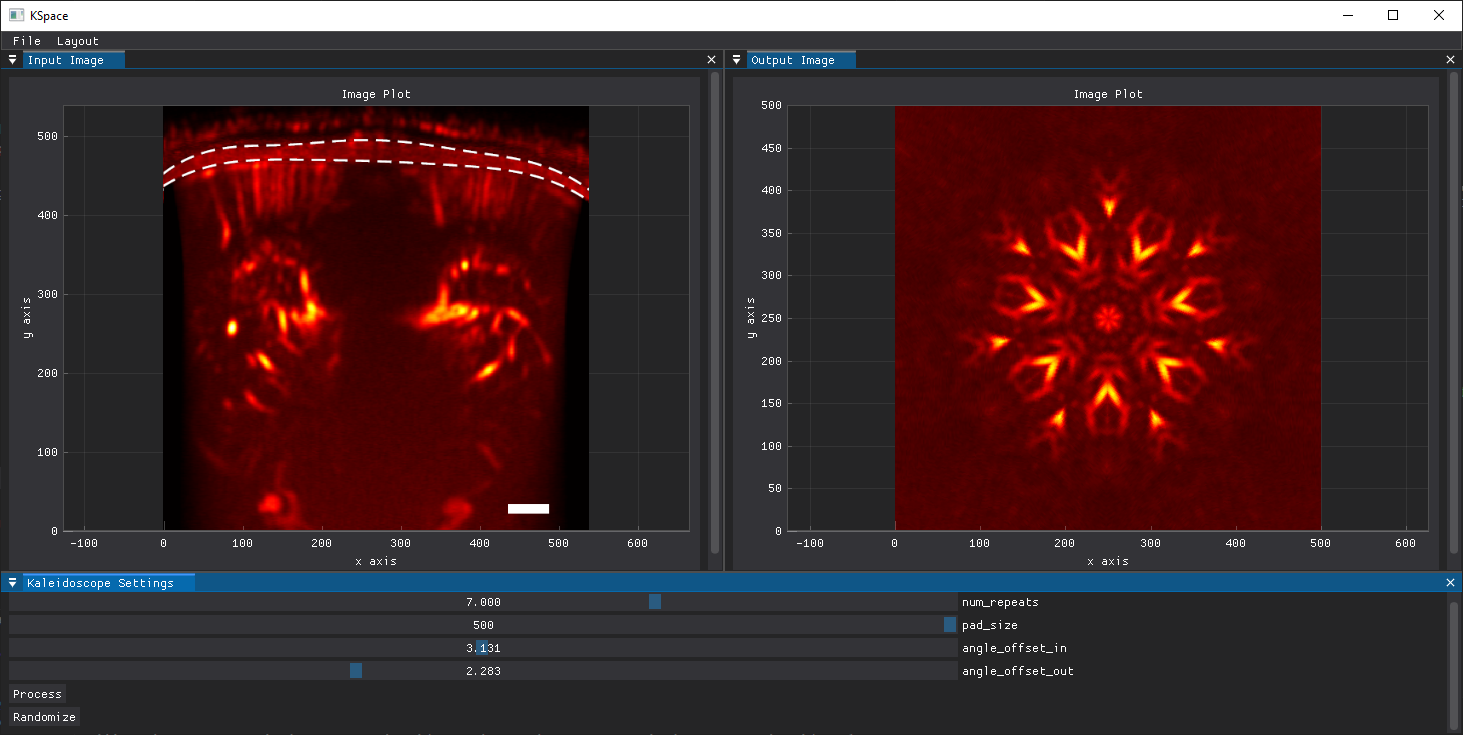 KSpace
File Layout
Input Image
Image Plot
500
400
300
200
100
0
y axis
-100 0 100 200 300 400 500 600
x axis
Output Image
Image Plot
500
450
400
350
300
250
200
150
100
50
0
y axis
-100 0 100 200 300 400 500 600
x axis
Kaleidoscope Settings
7.000 num_repeats
500 pad_size
3.131 angle_offset_in
2.283 angle_offset_out
Process
Randomize